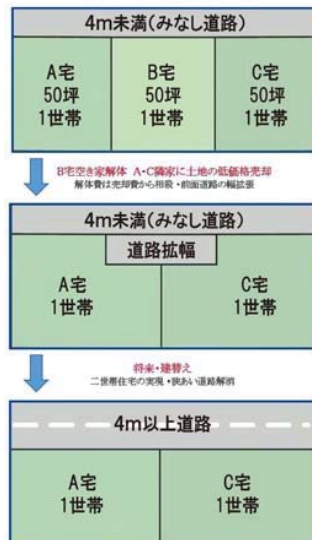 4m未満(みなし道路)
A宅
50坪
1世帯
B宅
50坪
1世帯
C宅
50坪
1世帯
B宅空き家解体 A・C隣家に土地の低価格売却
解体費は売却費から相殺・前面道路の幅拡張
4m未満(みなし道路)
道路拡幅
A宅
1世帯
C宅
1世帯
将来・建替え
二世帯住宅の実現・狭あい道路解消
4m以上道路
A宅
1世帯
C宅
1世帯